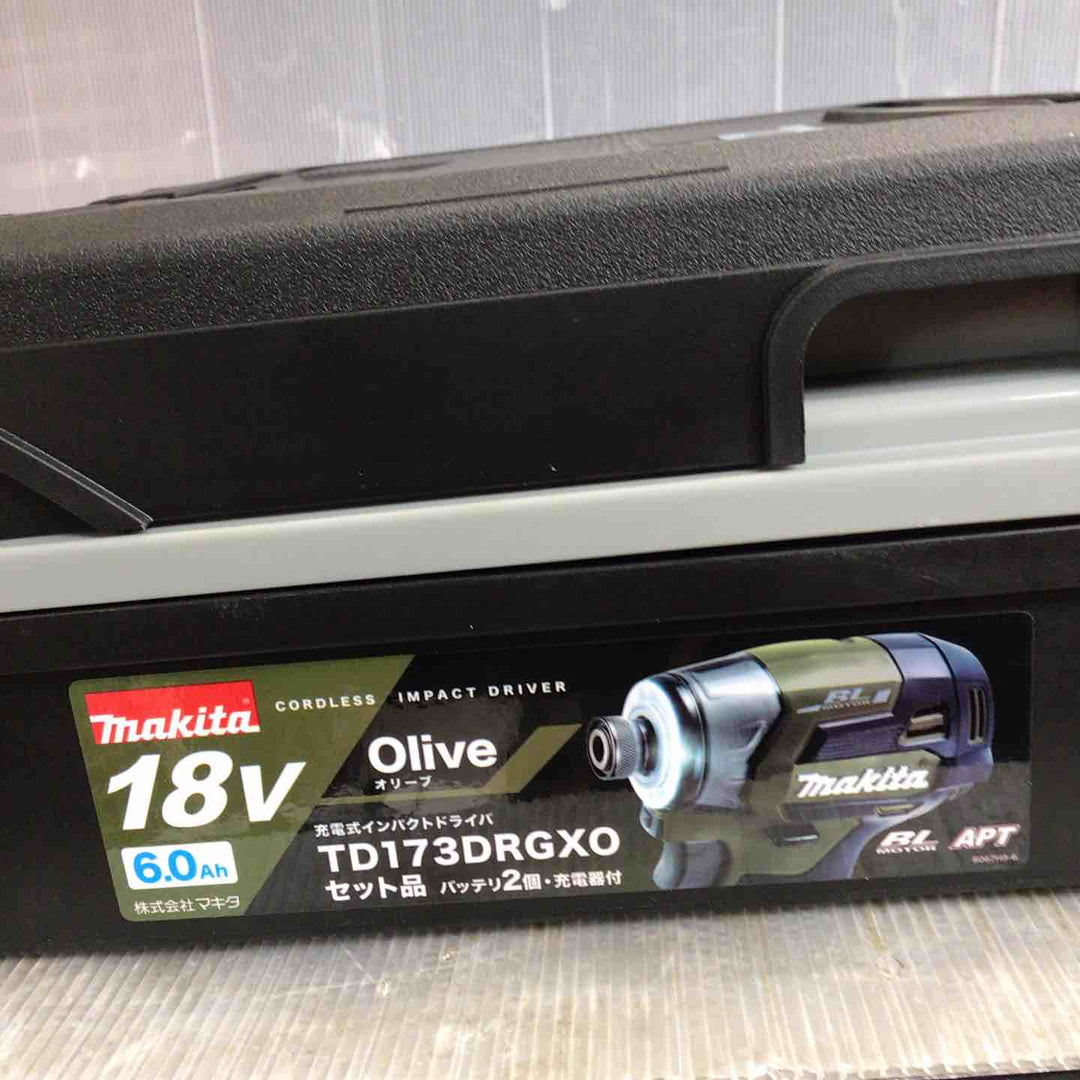 makita
CORDLESS IMPACT DRIVER
18V
Olive
オリーブ
6.0Ah
充電式インパクトドライバ
TD173DRGXO
セット品 バッテリ2個・充電器付
株式会社マキタ
BL
MOTOR
makita
BL
MOTOR
APT